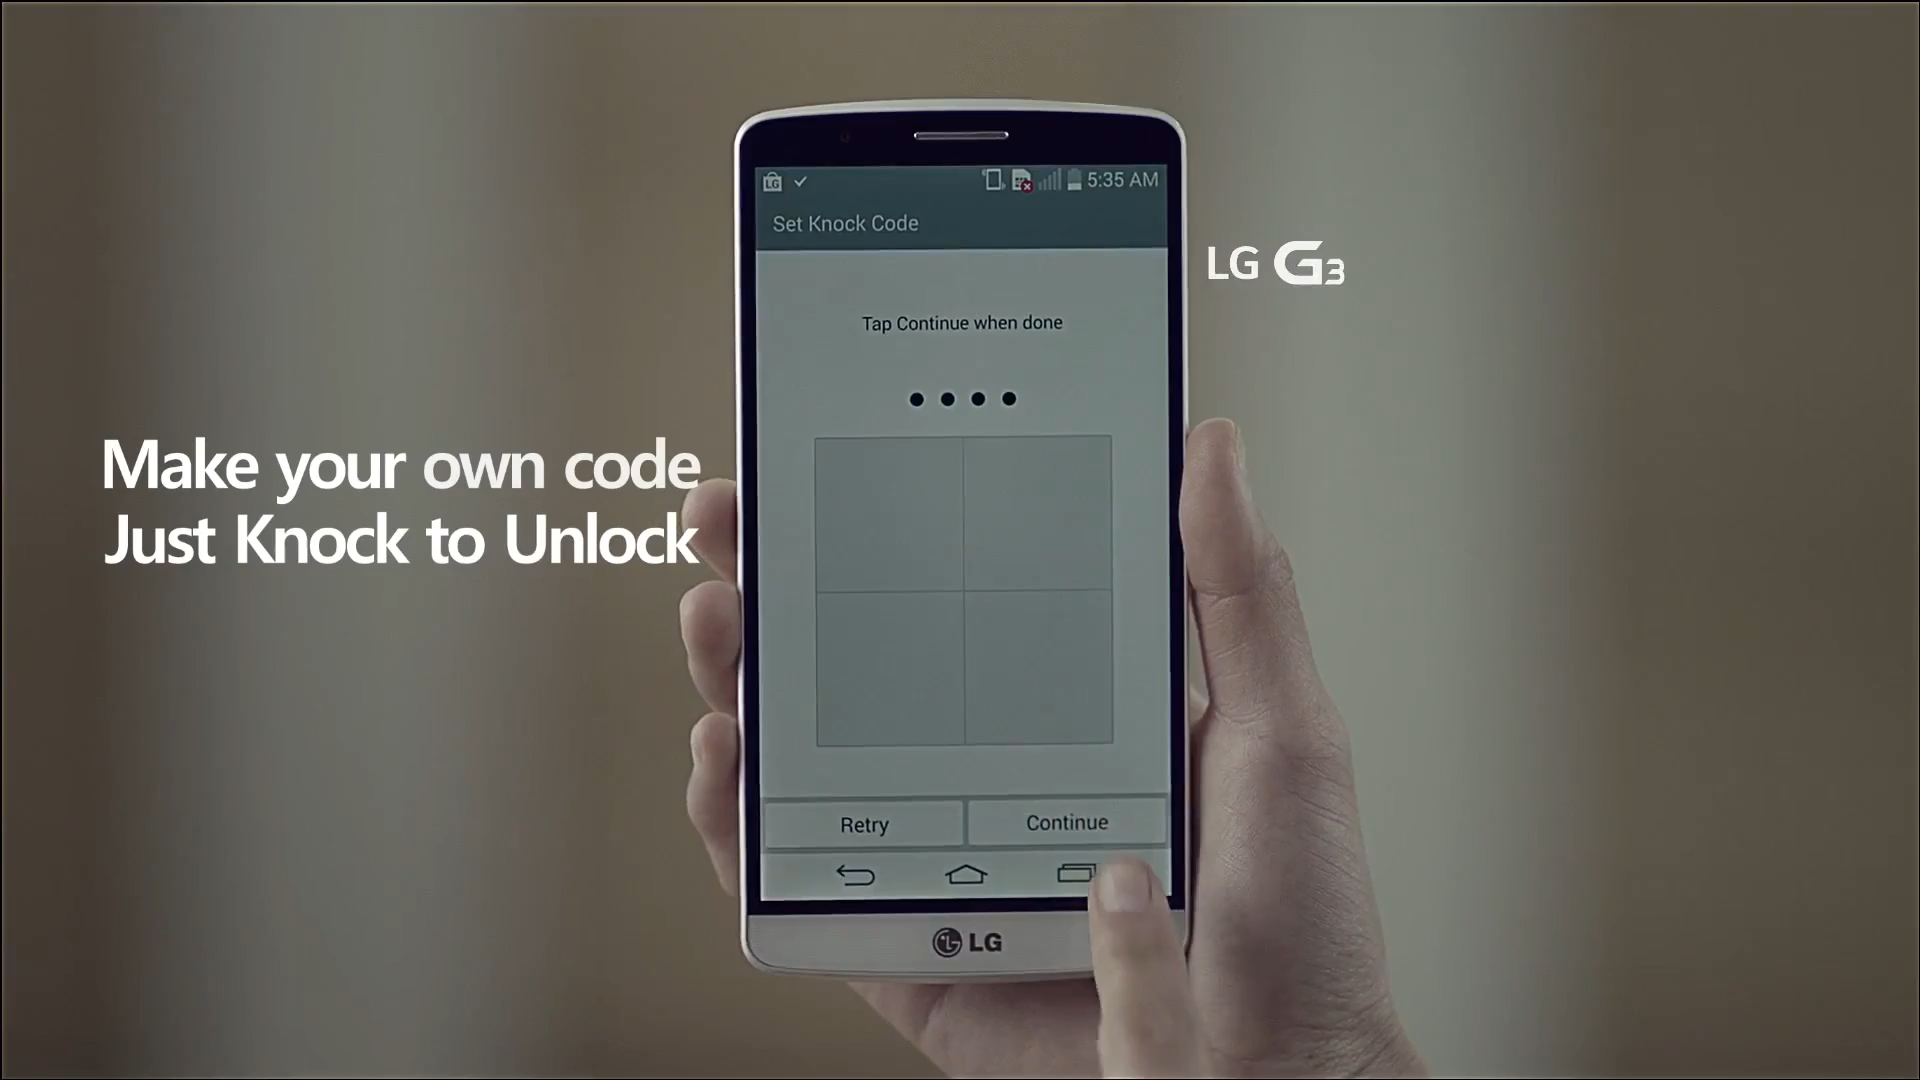 LG
5:35 AM
Set Knock Code
LG G3
Tap Continue when done
Make your own code
Just Knock to Unlock
Retry
Continue
LG